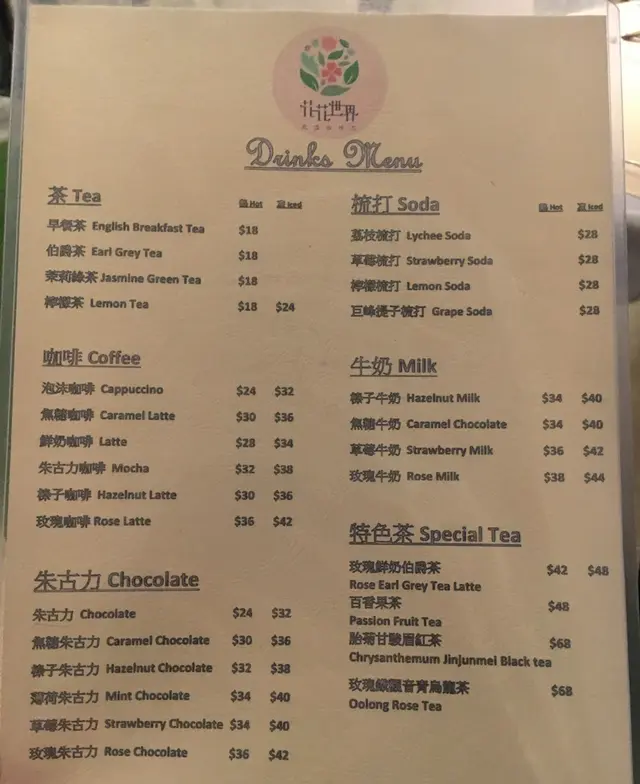 花花世界
Drinks Menu
茶 Tea
熱 Hot 凍 Iced
早餐茶 English Breakfast Tea $18
伯爵茶 Earl Grey Tea $18
茉莉綠茶 Jasmine Green Tea $18
檸檬茶 Lemon Tea $18 $24
咖啡 Coffee
泡沫咖啡 Cappuccino $24 $32
焦糖咖啡 Caramel Latte $30 $36
鮮奶咖啡 Latte $28 $34
朱古力咖啡 Mocha $32 $38
榛子咖啡 Hazelnut Latte $30 $36
玫瑰咖啡 Rose Latte $36 $42
朱古力 Chocolate
朱古力 Chocolate $24 $32
焦糖朱古力 Caramel Chocolate $30 $36
榛子朱古力 Hazelnut Chocolate $32 $38
薄荷朱古力 Mint Chocolate $34 $40
草莓朱古力 Strawberry Chocolate $34 $40
玫瑰朱古力 Rose Chocolate $36 $42
梳打 Soda
熱 Hot 凍 Iced
荔枝梳打 Lychee Soda $28
草莓梳打 Strawberry Soda $28
檸檬梳打 Lemon Soda $28
巨峰提子梳打 Grape Soda $28
牛奶 Milk
榛子牛奶 Hazelnut Milk $34 $40
焦糖牛奶 Caramel Chocolate $34 $40
草莓牛奶 Strawberry Milk $36 $42
玫瑰牛奶 Rose Milk $38 $44
特色茶 Special Tea
玫瑰鮮奶伯爵茶 $42 $48
Rose Earl Grey Tea Latte
百香果茶 $48
Passion Fruit Tea
胎菊甘駿眉紅茶 $68
Chrysanthemum Jinjunmei Black tea
玫瑰鐵觀音青烏龍茶 $68
Oolong Rose Tea